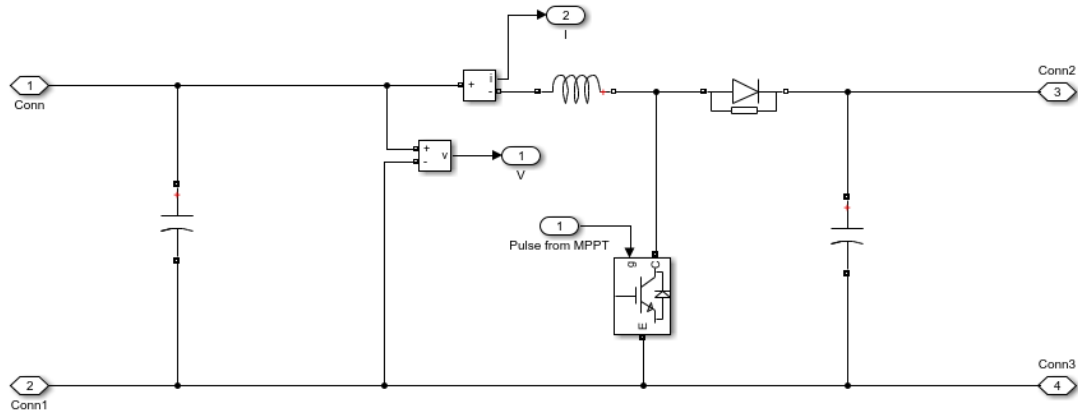 2
I
1
Conn
+
i
-
Conn2
3
+
-
v
1
V
1
Pulse from MPPT
g
C
E
+
+
+
2
Conn1
Conn3
4